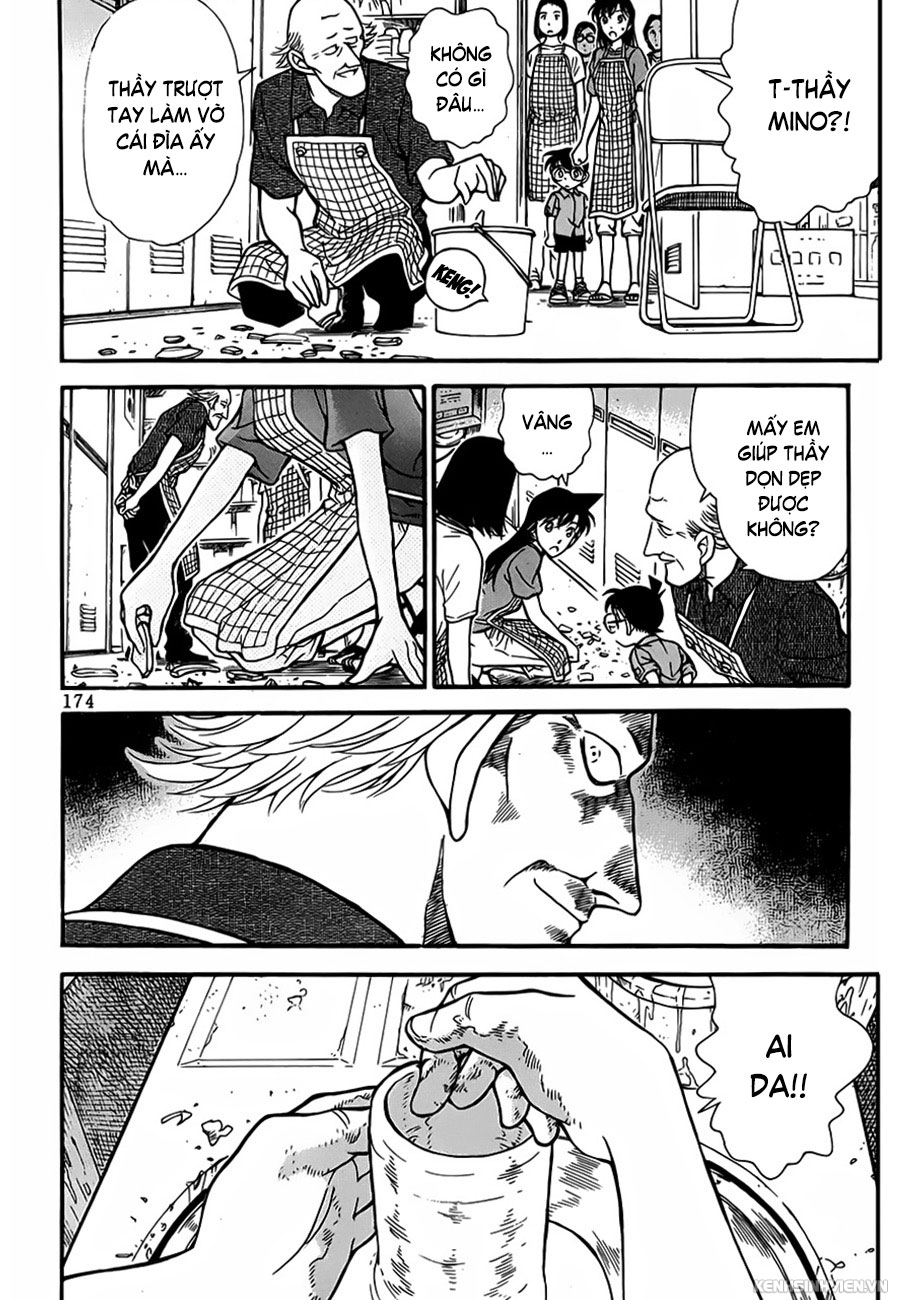 T-THẦY
MINO?!
KHÔNG
CÓ GÌ
ĐÂU...
THẦY TRƯỢT
TAY LÀM VỠ
CÁI ĐĨA ẤY
MÀ...
KENG!
MẤY EM
GIÚP THẦY
DỌN DẸP
ĐƯỢC
KHÔNG?
VÂNG
...
174
AI
DA!!
KENHSINHVIEN.VN